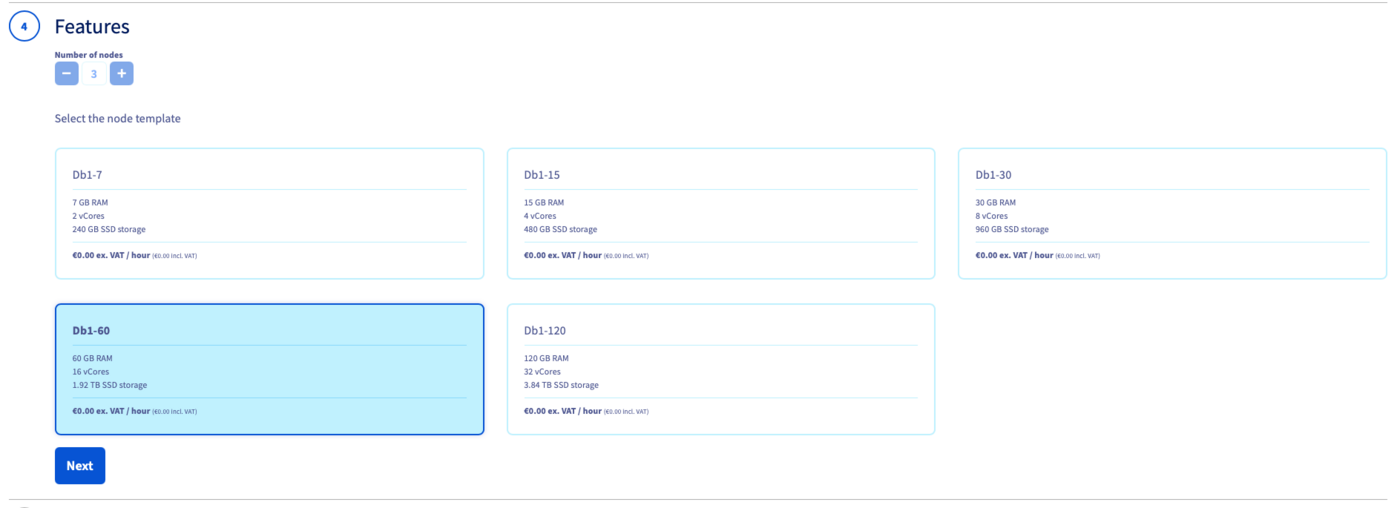 4
Features
Number of nodes
− 3 +
Select the node template
Db1-7
7 GB RAM
2 vCores
240 GB SSD storage
€0.00 ex. VAT / hour (€0.00 incl. VAT)
Db1-15
15 GB RAM
4 vCores
480 GB SSD storage
€0.00 ex. VAT / hour (€0.00 incl. VAT)
Db1-30
30 GB RAM
8 vCores
960 GB SSD storage
€0.00 ex. VAT / hour (€0.00 incl. VAT)
Db1-60
60 GB RAM
16 vCores
1.92 TB SSD storage
€0.00 ex. VAT / hour (€0.00 incl. VAT)
Db1-120
120 GB RAM
32 vCores
3.84 TB SSD storage
€0.00 ex. VAT / hour (€0.00 incl. VAT)
Next